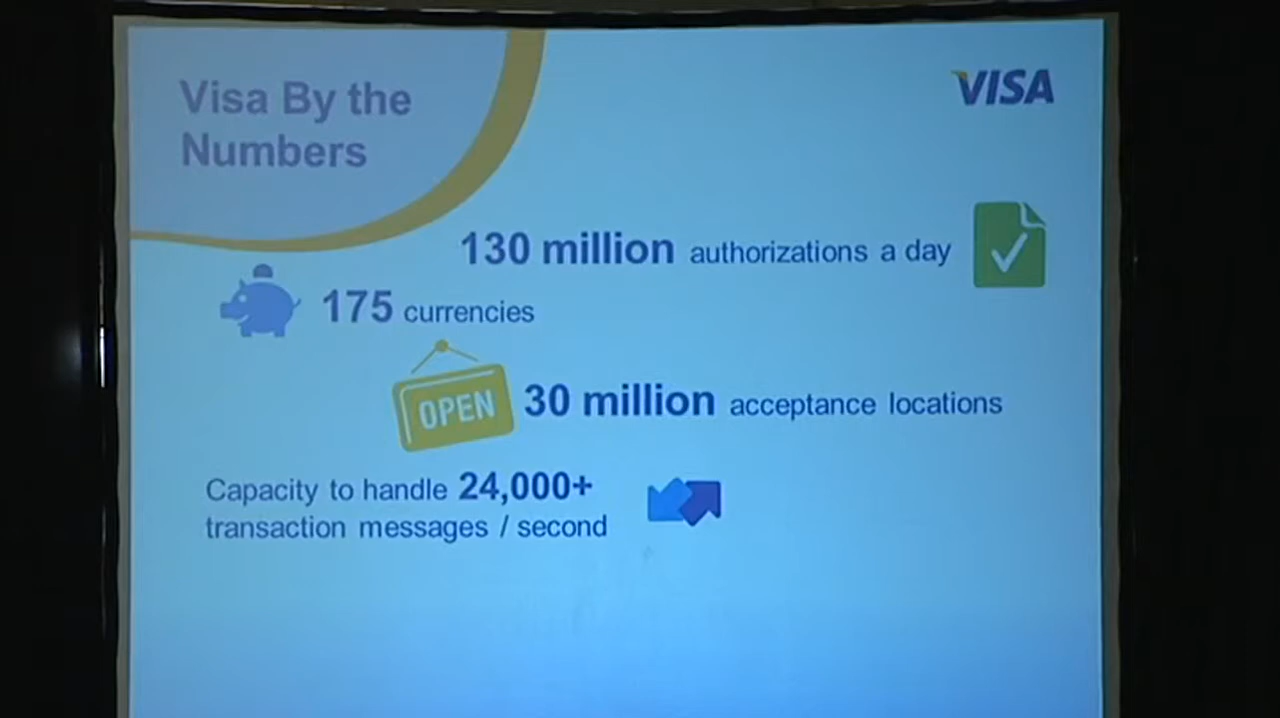 Visa By the
Numbers
VISA
130 million authorizations a day
175 currencies
OPEN
30 million acceptance locations
Capacity to handle 24,000+
transaction messages / second